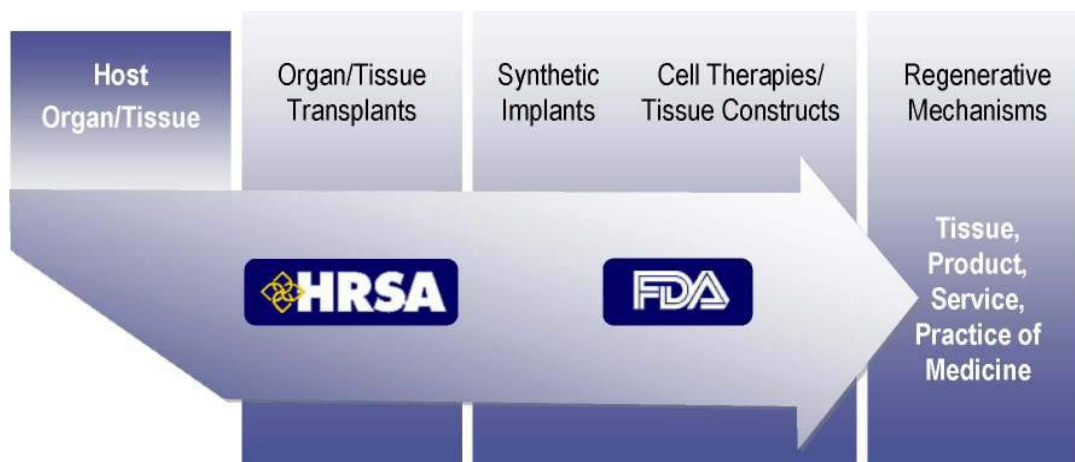 Host
Organ/Tissue
Organ/Tissue
Transplants
Synthetic
Implants
Cell Therapies/
Tissue Constructs
Regenerative
Mechanisms
HRSA
FDA
Tissue,
Product,
Service,
Practice of
Medicine